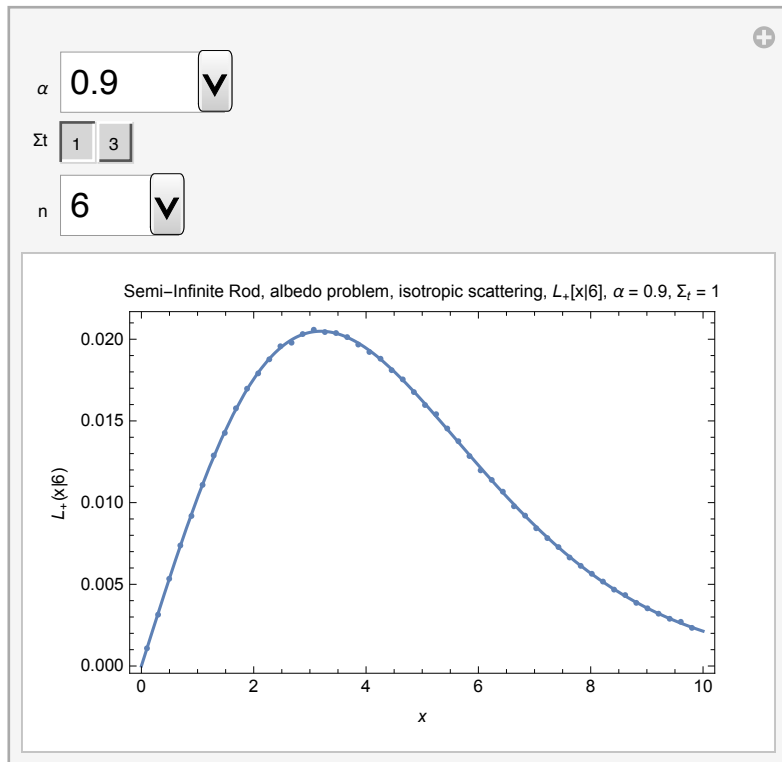 α 0.9
Σt 1 3
n 6
Semi-Infinite Rod, albedo problem, isotropic scattering, L₊[x|6], α = 0.9, Σₜ = 1
0.020
0.015
0.010
0.005
0.000
L₊(x|6)
0 2 4 6 8 10
x